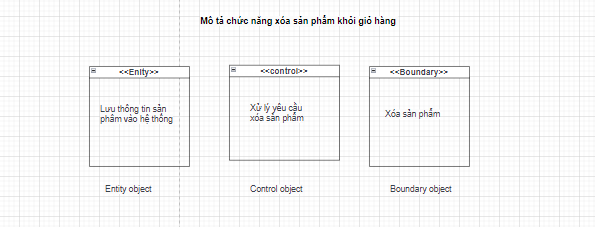 Mô tả chức năng xóa sản phẩm khỏi giỏ hàng
<<Enity>>
<<control>>
<<Boundary>>
Lưu thông tin sản
phẩm vào hệ thống
Xử lý yêu cầu
xóa sản phẩm
Xóa sản phẩm
Entity object
Control object
Boundary object